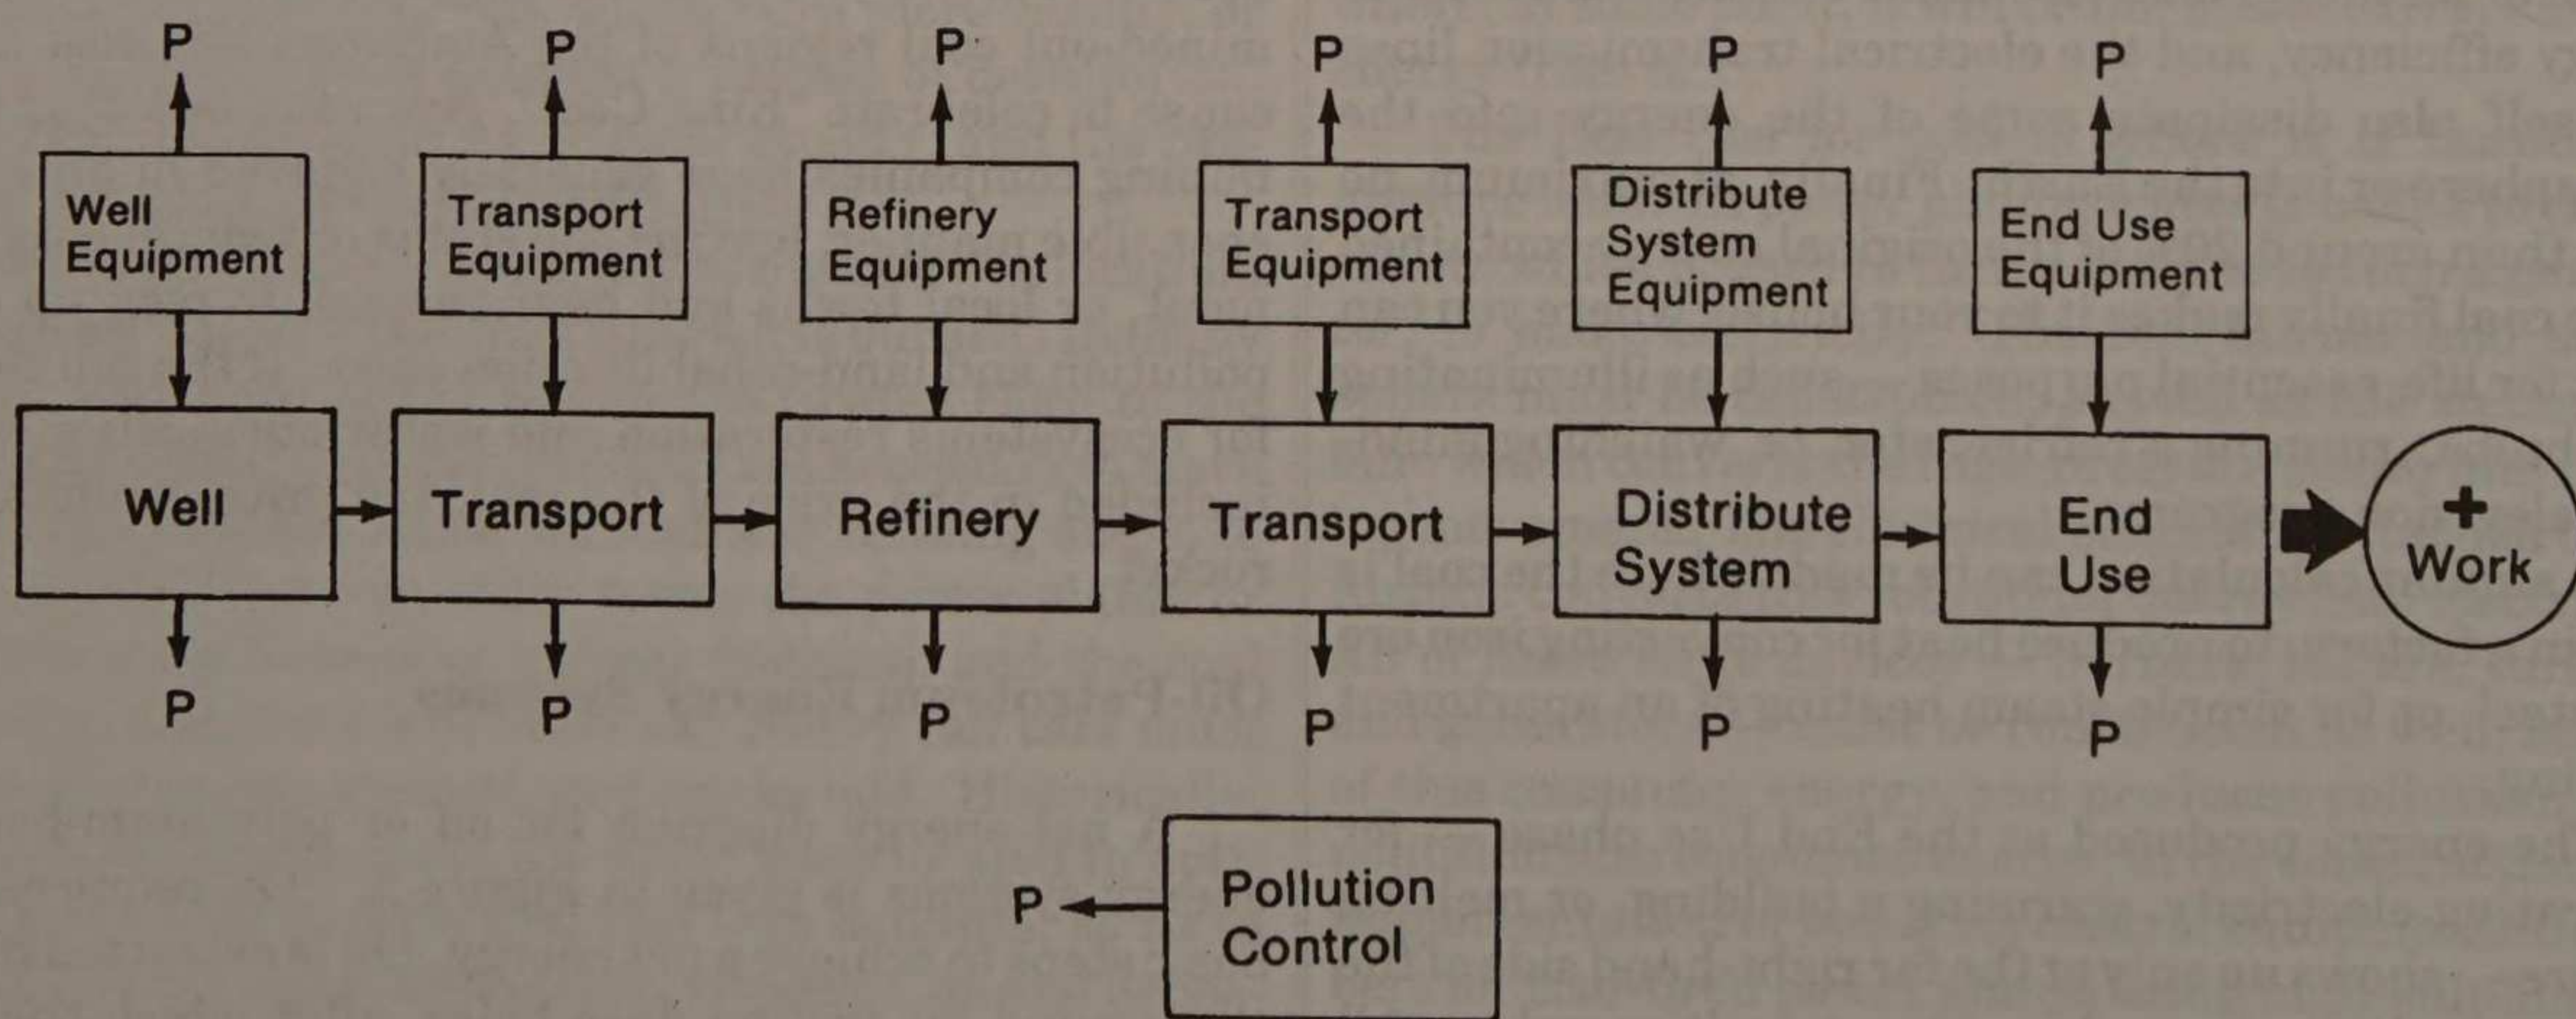 P
P
P
P
P
P
Well
Equipment
Transport
Equipment
Refinery
Equipment
Transport
Equipment
Distribute
System
Equipment
End Use
Equipment
Well
Transport
Refinery
Transport
Distribute
System
End
Use
+
Work
P
P
P
P
P
P
P
Pollution
Control